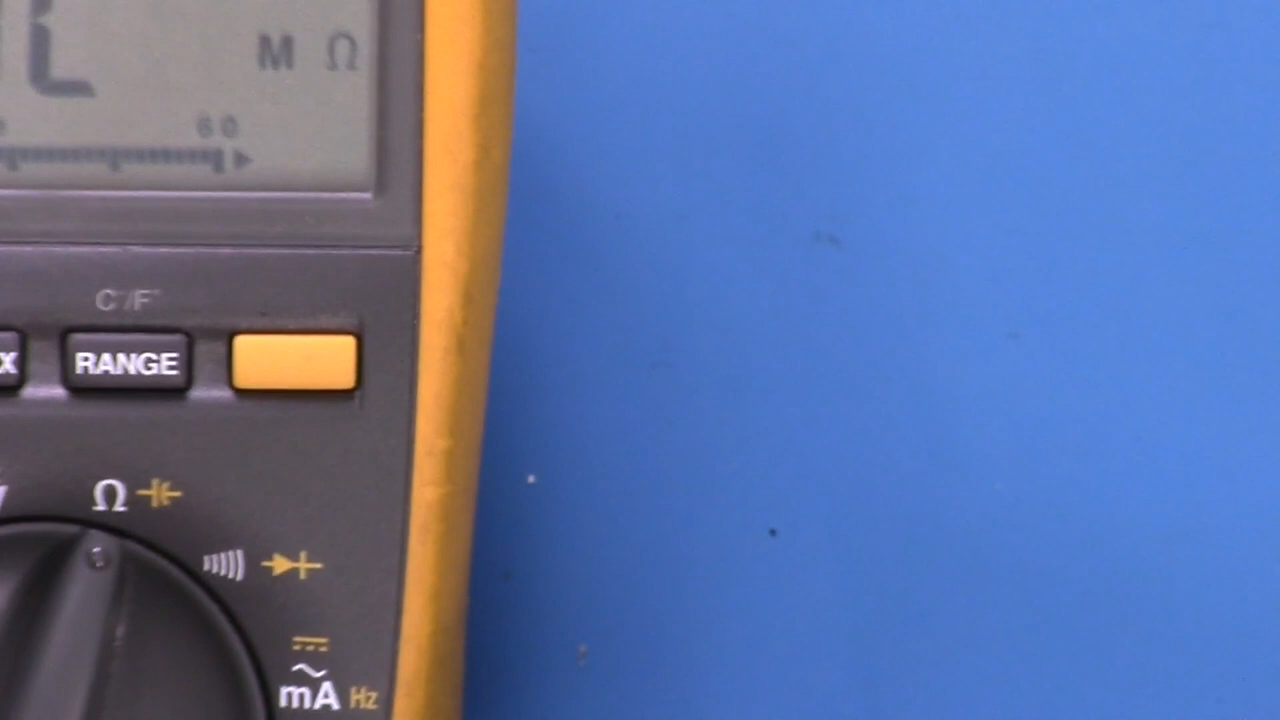 L M Ω
60
C°/F°
X RANGE
Ω
mA Hz